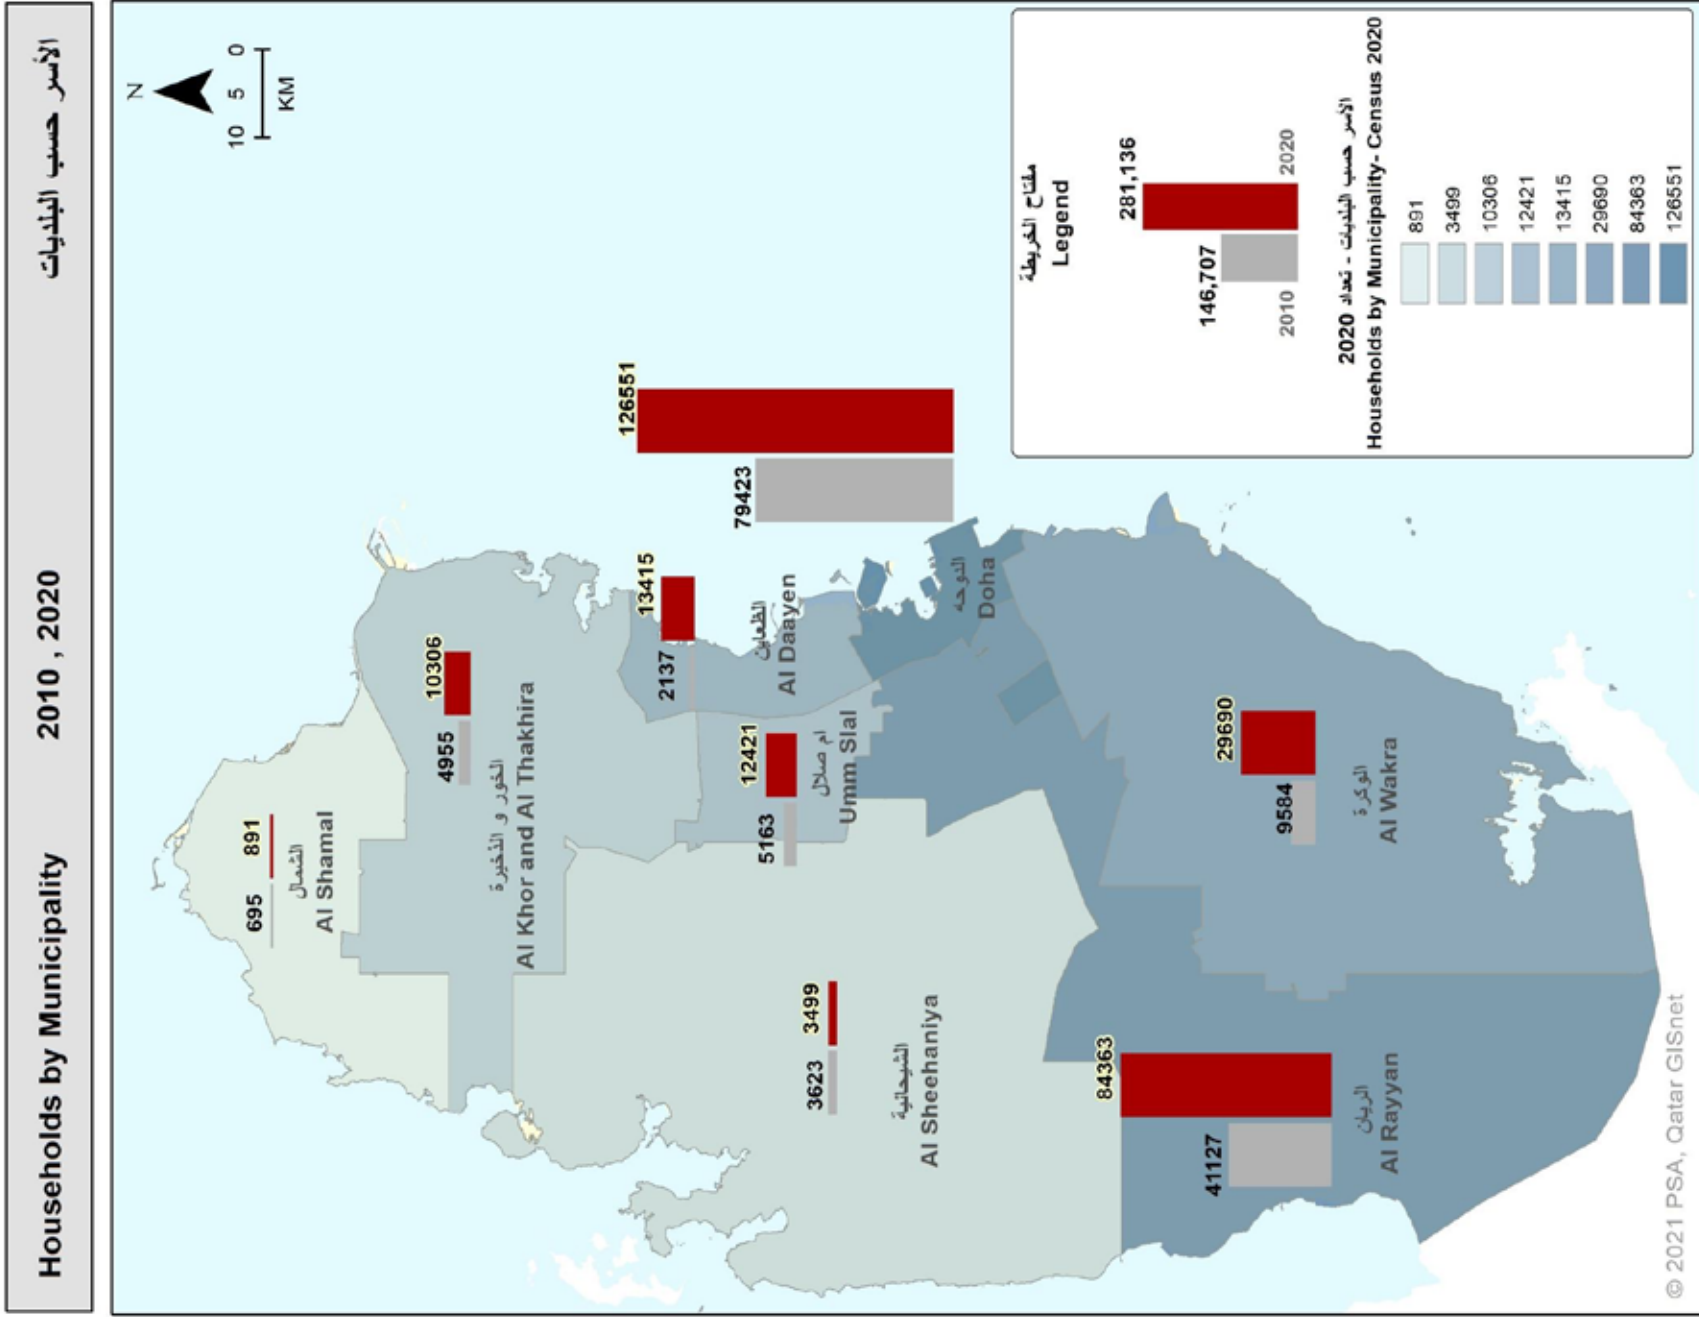 Households by Municipality 2010 , 2020 الأسر حسب البلديات
N
10 5 0
KM
695
891
الشمال
Al Shamal
4955
10306
الخور و الذخيرة
Al Khor and Al Thakhira
2137
13415
الظعاين
Al Daayen
5163
12421
ام صلال
Umm Slal
79423
126551
الدوحة
Doha
3623
3499
الشيحانية
Al Sheehaniya
41127
84363
الريان
Al Rayyan
9584
29690
الوكرة
Al Wakra
مفتاح الخريطة
Legend
146,707
281,136
2010 2020
الأسر حسب البلديات - تعداد 2020
Households by Municipality- Census 2020
891
3499
10306
12421
13415
29690
84363
126551
© 2021 PSA, Qatar GISnet